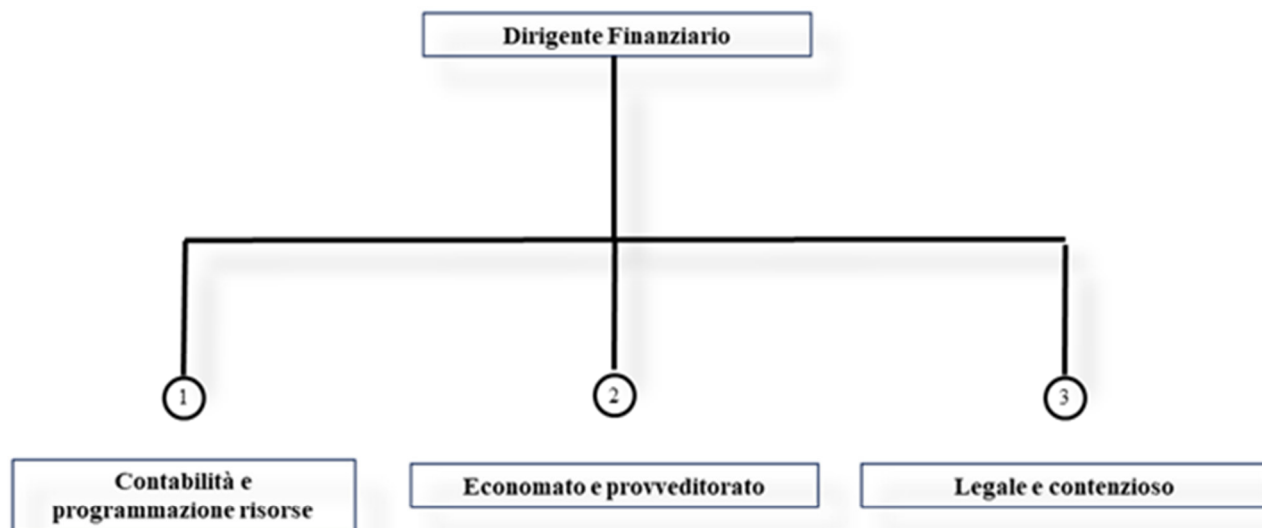 Dirigente Finanziario
1
2
3
Contabilità e
programmazione risorse
Economato e provveditorato
Legale e contenzioso